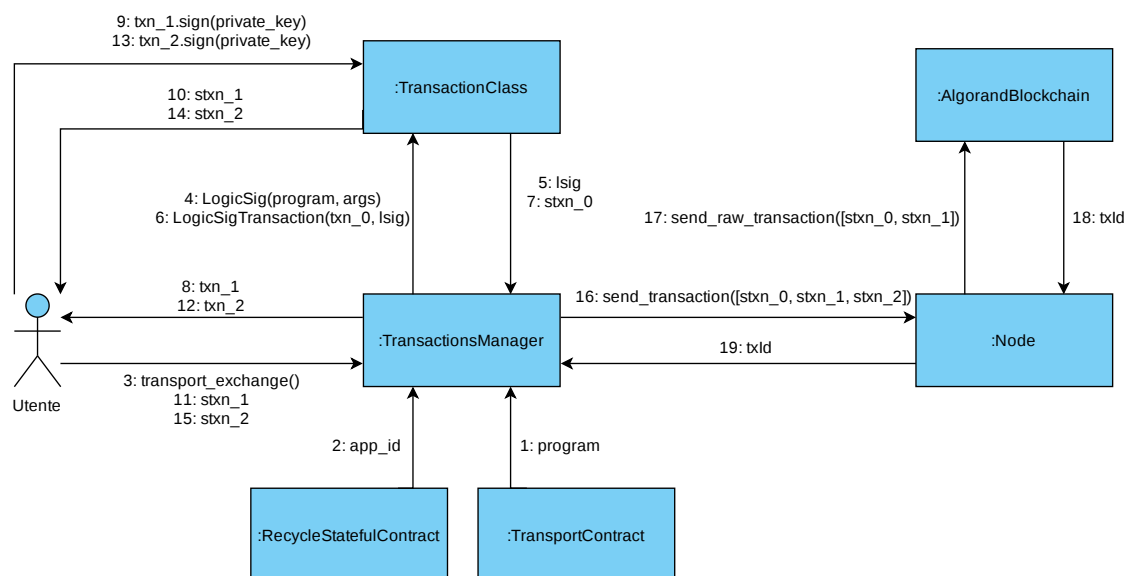 9: txn_1.sign(private_key)
13: txn_2.sign(private_key)
:TransactionClass
:AlgorandBlockchain
10: stxn_1
14: stxn_2
4: LogicSig(program, args)
6: LogicSigTransaction(txn_0, lsig)
5: lsig
7: stxn_0
17: send_raw_transaction([stxn_0, stxn_1])
18: txId
8: txn_1
12: txn_2
16: send_transaction([stxn_0, stxn_1, stxn_2])
:TransactionsManager
:Node
19: txId
Utente
3: transport_exchange()
11: stxn_1
15: stxn_2
2: app_id
1: program
:RecycleStatefulContract
:TransportContract